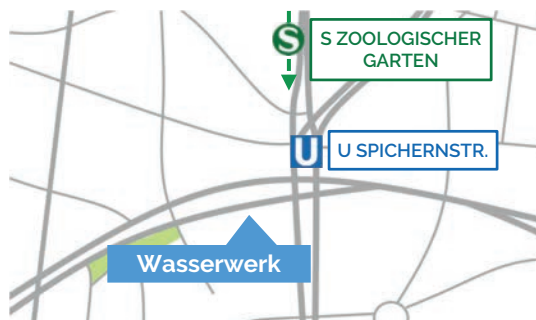 S
S ZOOLOGISCHER
GARTEN
U
U SPICHERNSTR.
Wasserwerk